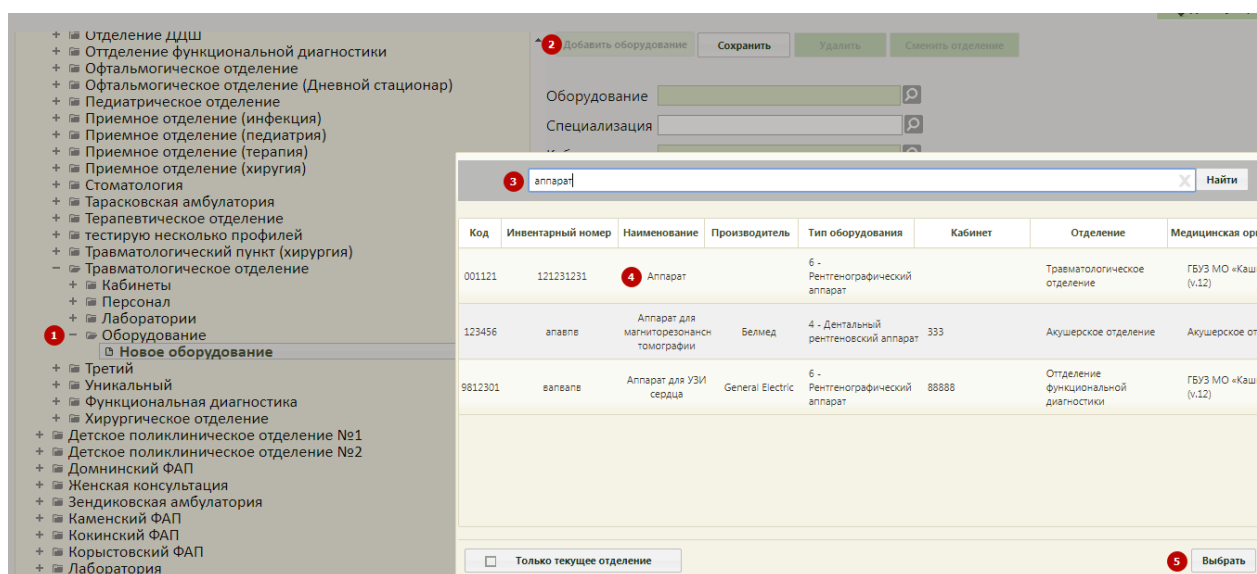 Отделение ДДШ
Оттделение функциональной диагностики
Офтальмогическое отделение
Офтальмогическое отделение (Дневной стационар)
Педиатрическое отделение
Приемное отделение (инфекция)
Приемное отделение (педиатрия)
Приемное отделение (терапия)
Приемное отделение (хиругия)
Стоматология
Тарасковская амбулатория
Терапевтическое отделение
тестирую несколько профилей
Травматологический пункт (хирургия)
Травматологическое отделение
Кабинеты
Персонал
Лаборатории
1 Оборудование
Новое оборудование
Третий
Уникальный
Функциональная диагностика
Хирургическое отделение
Детское поликлиническое отделение №1
Детское поликлиническое отделение №2
Домнинский ФАП
Женская консультация
Зендиковская амбулатория
Каменский ФАП
Кокинский ФАП
Корыстовский ФАП
Лаборатория
2 Добавить оборудование Сохранить Удалить Сменить отделение
Оборудование
Специализация
3 аппарат X Найти
Код Инвентарный номер Наименование Производитель Тип оборудования Кабинет Отделение Медицинская орг
001121 121231231 4 Аппарат 6 - Рентгенографический аппарат Травматологическое отделение ГБУЗ МО «Каш (v.12)
123456 апавпв Аппарат для магниторезонансн томографии Белмед 4 - Дентальный рентгеновский аппарат 333 Акушерское отделение Акушерское от
9812301 вапвапв Аппарат для УЗИ сердца General Electric 6 - Рентгенографический аппарат 88888 Оттделение функциональной диагностики ГБУЗ МО «Каш (v.12)
Только текущее отделение 5 Выбрать